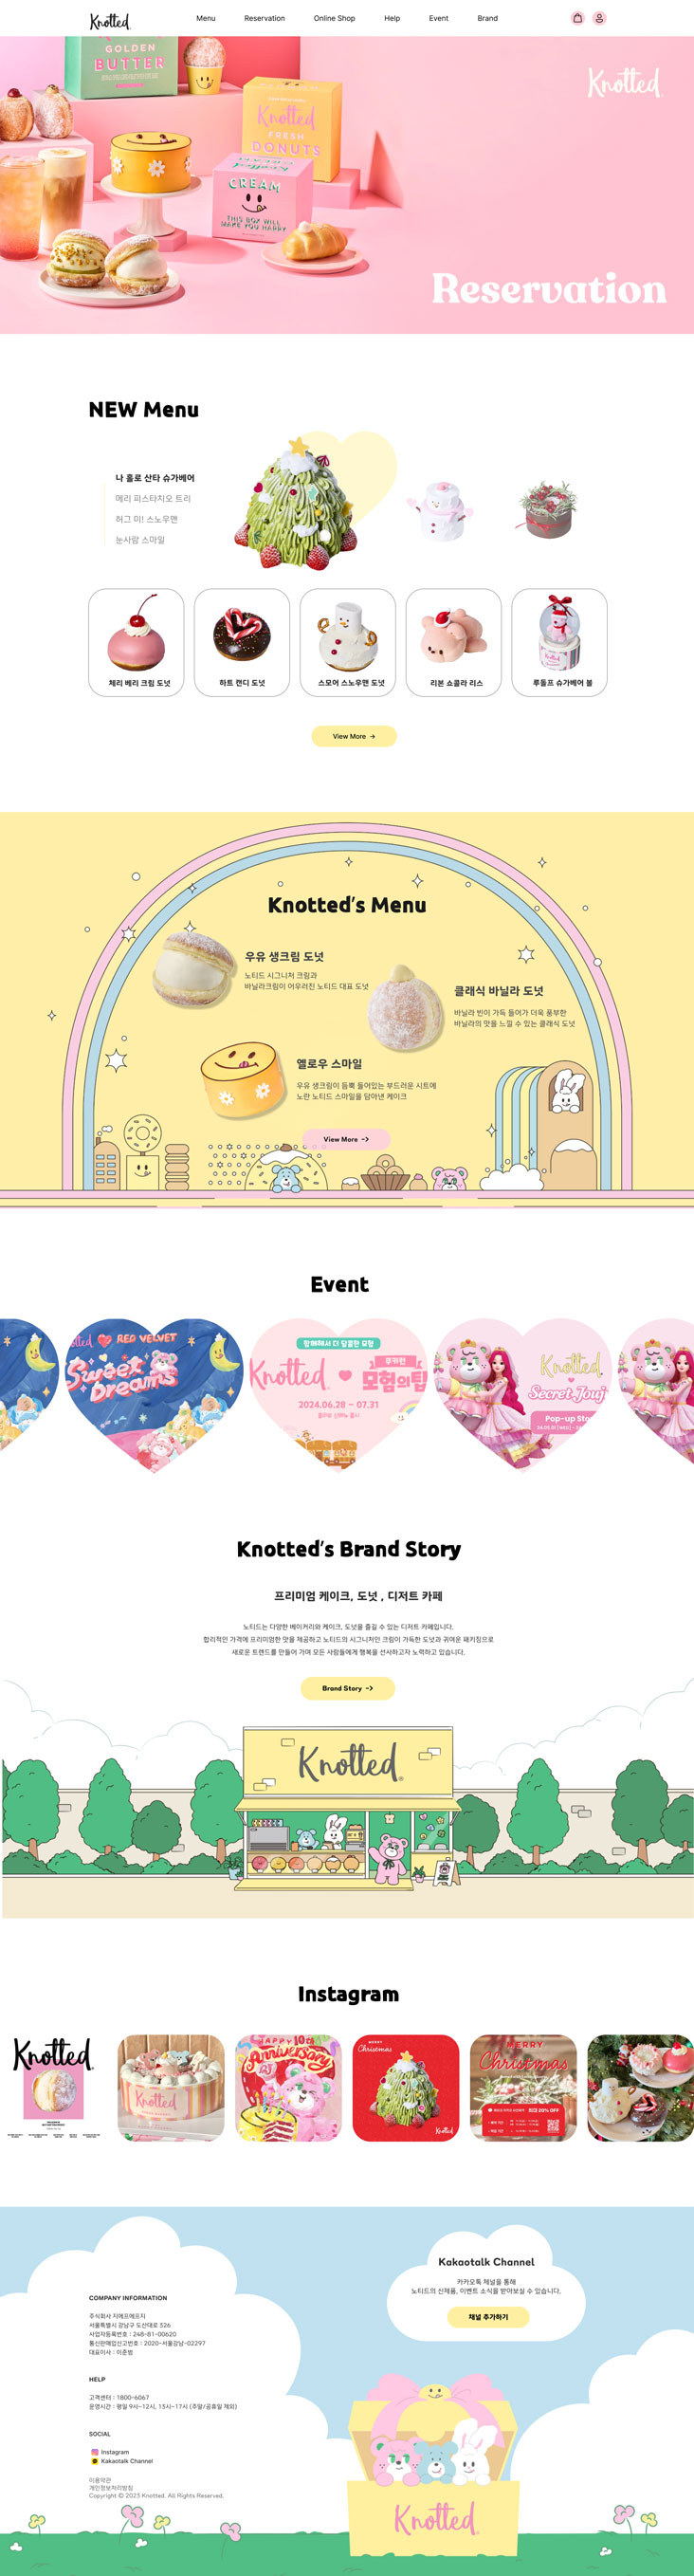 Knotted
Menu
Reservation
Online Shop
Help
Event
Brand
GOLDEN
BUTTER
Knotted
FRESH
DONUTS
CREAM
THIS BOX WILL
MAKE YOU HAPPY
Knotted
Reservation
NEW Menu
나 홀로 산타 슈가베어
메리 피스타치오 트리
허그 미! 스노우맨
눈사람 스마일
체리 베리 크림 도넛
하트 캔디 도넛
스모어 스노우맨 도넛
리본 쇼콜라 리스
루돌프 슈가베어 볼
View More →
Knotted's Menu
우유 생크림 도넛
노티드 시그니처 크림과
바닐라크림이 어우러진 노티드 대표 도넛
클래식 바닐라 도넛
바닐라 빈이 가득 들어가 더욱 풍부한
바닐라의 맛을 느낄 수 있는 클래식 도넛
옐로우 스마일
우유 생크림이 듬뿍 들어있는 부드러운 시트에
노란 노티드 스마일을 담아낸 케이크
View More ->
Event
RED VELVET
Sweet
Dreams
함께해서 더 달콤한 모험
Knotted
쿠키런
모험의탑
2024.06.28 - 07.31
Knotted
Secret Jouj
Pop-up Sto
Knotted's Brand Story
프리미엄 케이크, 도넛 , 디저트 카페
노티드는 다양한 베이커리와 케이크, 도넛을 즐길 수 있는 디저트 카페입니다.
합리적인 가격에 프리미엄한 맛을 제공하고 노티드의 시그니처인 크림이 가득한 도넛과 귀여운 패키징으로
새로운 트렌드를 만들어 가며 모든 사람들에게 행복을 선사하고자 노력하고 있습니다.
Brand Story ->
Knotted
Instagram
Knotted
Knotted
HAPPY 10th
Anniversary
MERRY
Christmas
Knotted
MERRY
Christmas
COMPANY INFORMATION
주식회사 지에프에프지
서울특별시 강남구 도산대로 326
사업자등록번호 : 248-81-00620
통신판매업신고번호 : 2020-서울강남-02297
대표이사 : 이준범
HELP
고객센터 : 1800-6067
운영시간 : 평일 9시~12시, 13시~17시 (주말/공휴일 제외)
SOCIAL
Instagram
Kakaotalk Channel
이용약관
개인정보처리방침
Copyright © 2023 Knotted. All Rights Reserved.
Kakaotalk Channel
카카오톡 채널을 통해
노티드의 신제품, 이벤트 소식을 받아보실 수 있습니다.
채널 추가하기
Knotted